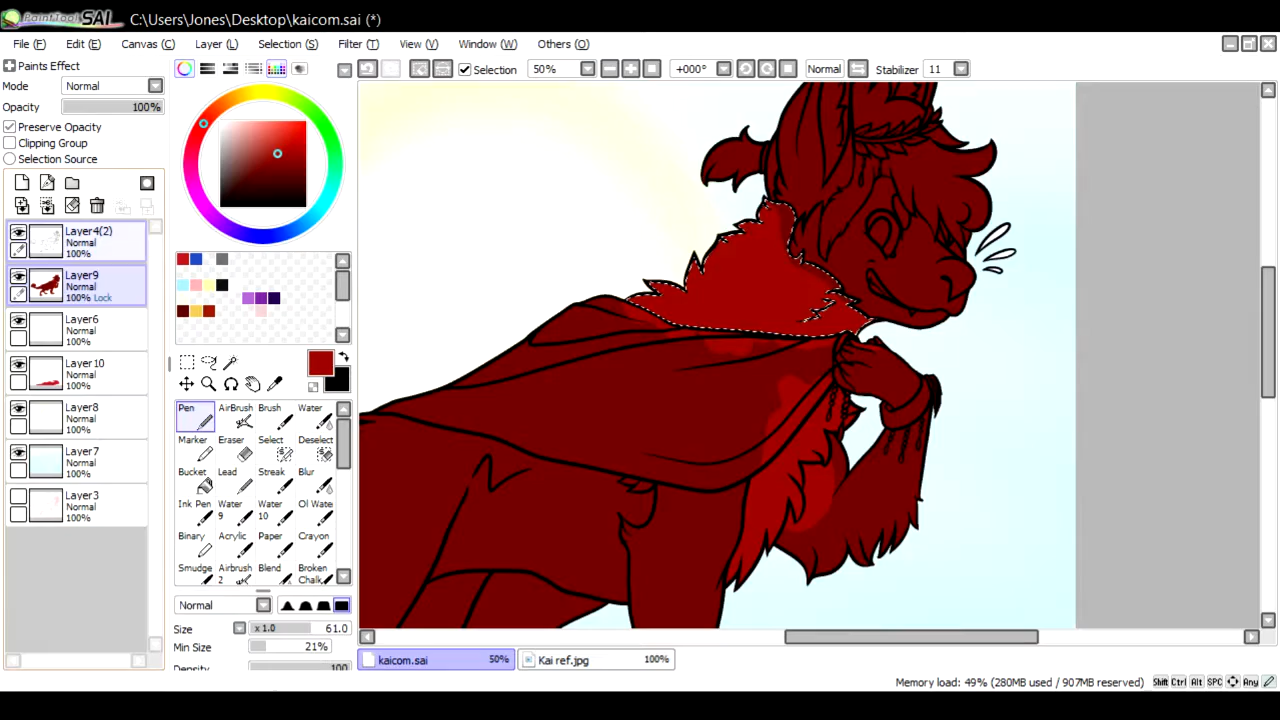 PaintTool SAI C:\Users\Jones\Desktop\kaicom.sai (*)
File (F) Edit (E) Canvas (C) Layer (L) Selection (S) Filter (T) View (V) Window (W) Others (O)
Paints Effect
Mode Normal
Opacity 100%
Preserve Opacity
Clipping Group
Selection Source
Selection 50% +000° Normal Stabilizer 11
Layer4(2)
Normal
100%
Layer9
Normal
100% Lock
Layer6
Normal
100%
Layer10
Normal
100%
Layer8
Normal
100%
Layer7
Normal
100%
Layer3
Normal
100%
Pen AirBrush Brush Water
Marker Eraser Select Deselect
Bucket Lead Streak Blur
Ink Pen Water 9 Water 10 Oil Water
Binary Acrylic Paper Crayon
Smudge Airbrush 2 Blend Broken Chalk
Normal
Size x 1.0 61.0
Min Size 21%
Density 100
kaicom.sai 50% Kai ref.jpg 100%
Memory load: 49% (280MB used / 907MB reserved) Shift Ctrl Alt SPC Any